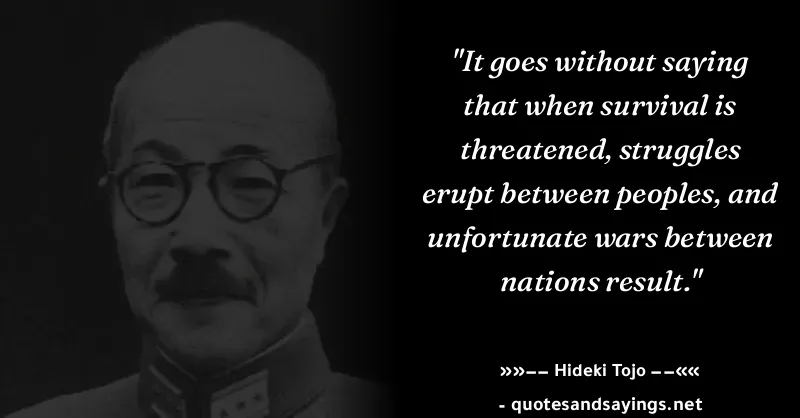 "It goes without saying
that when survival is
threatened, struggles
erupt between peoples, and
unfortunate wars between
nations result."
»»−− Hideki Tojo −−««
- quotesandsayings.net